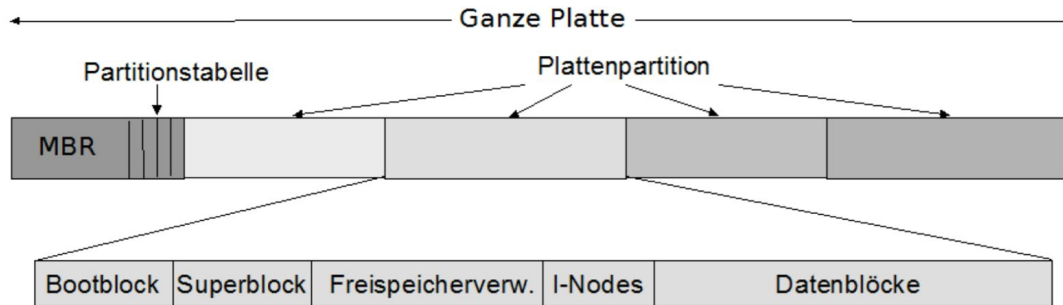 Ganze Platte
Partitionstabelle
Plattenpartition
MBR
Bootblock
Superblock
Freispeicherverw.
I-Nodes
Datenblöcke